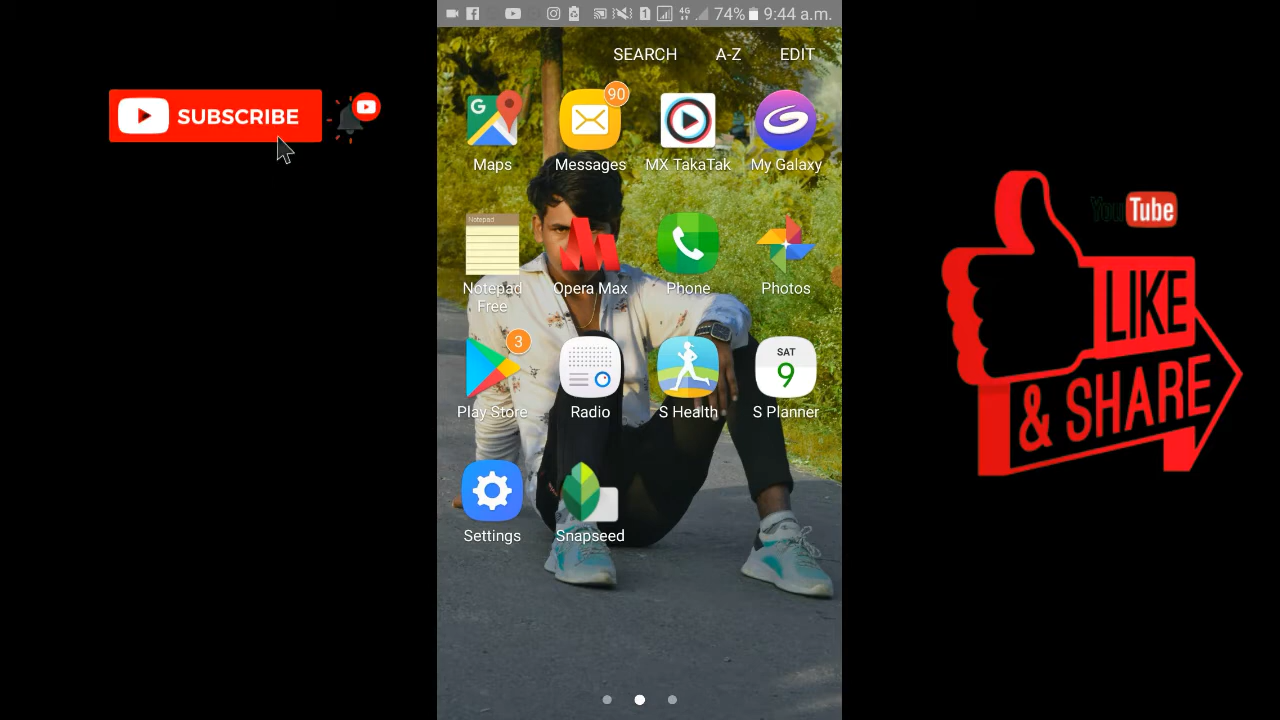 74% 9:44 a.m.
SEARCH A-Z EDIT
SUBSCRIBE
90
Maps Messages MX TakaTak My Galaxy
YouTube
Notepad
Notepad Free Opera Max Phone Photos
LIKE
& SHARE
3
SAT
9
Play Store Radio S Health S Planner
Settings Snapseed